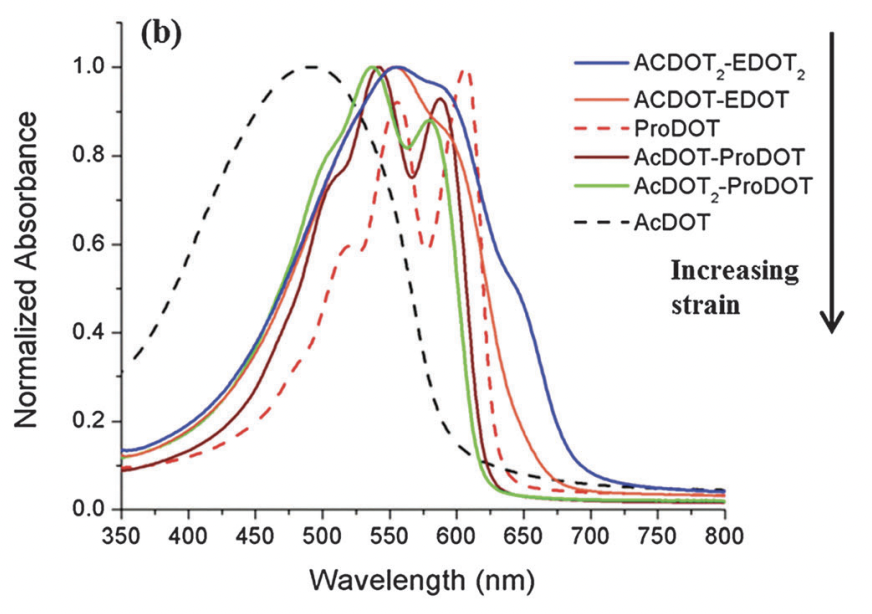 (b)
ACDOT₂-EDOT₂
ACDOT-EDOT
ProDOT
AcDOT-ProDOT
AcDOT₂-ProDOT
AcDOT
Increasing
strain
Normalized Absorbance
1.0
0.8
0.6
0.4
0.2
0.0
350 400 450 500 550 600 650 700 750 800
Wavelength (nm)